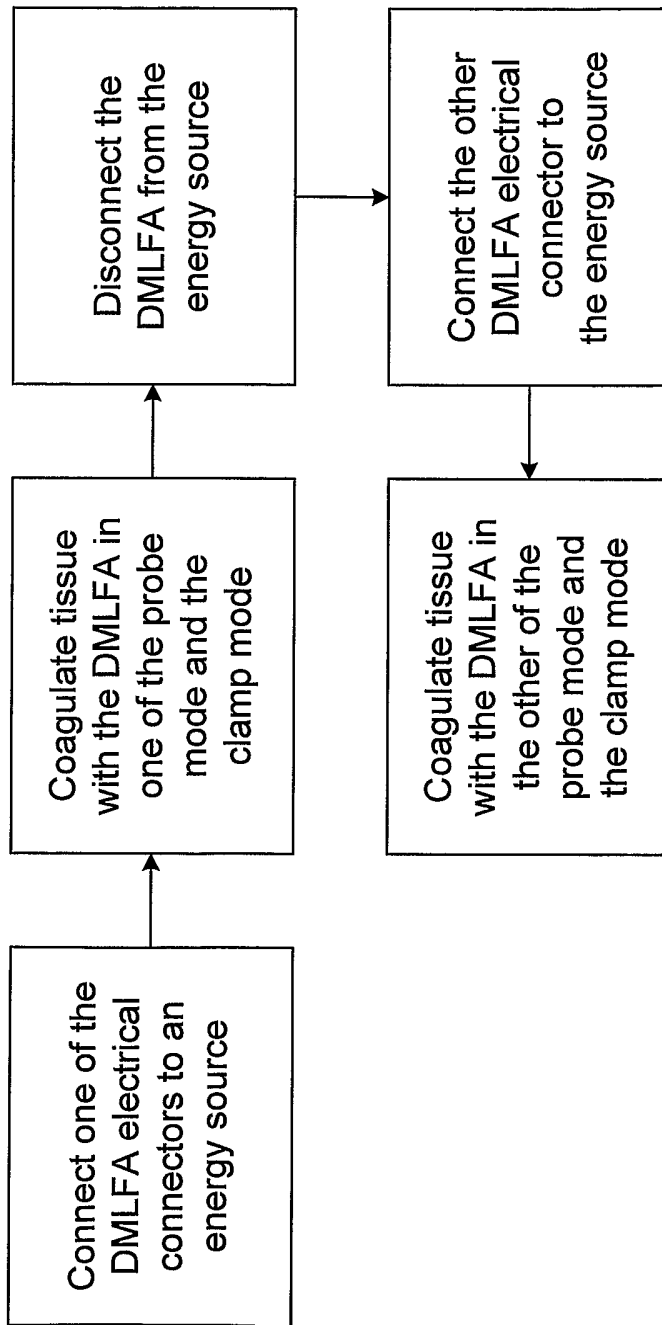 Connect one of the
DMLFA electrical
connectors to an
energy source
Coagulate tissue
with the DMLFA in
one of the probe
mode and the
clamp mode
Disconnect the
DMLFA from the
energy source
Connect the other
DMLFA electrical
connector to
the energy source
Coagulate tissue
with the DMLFA in
the other of the
probe mode and
the clamp mode